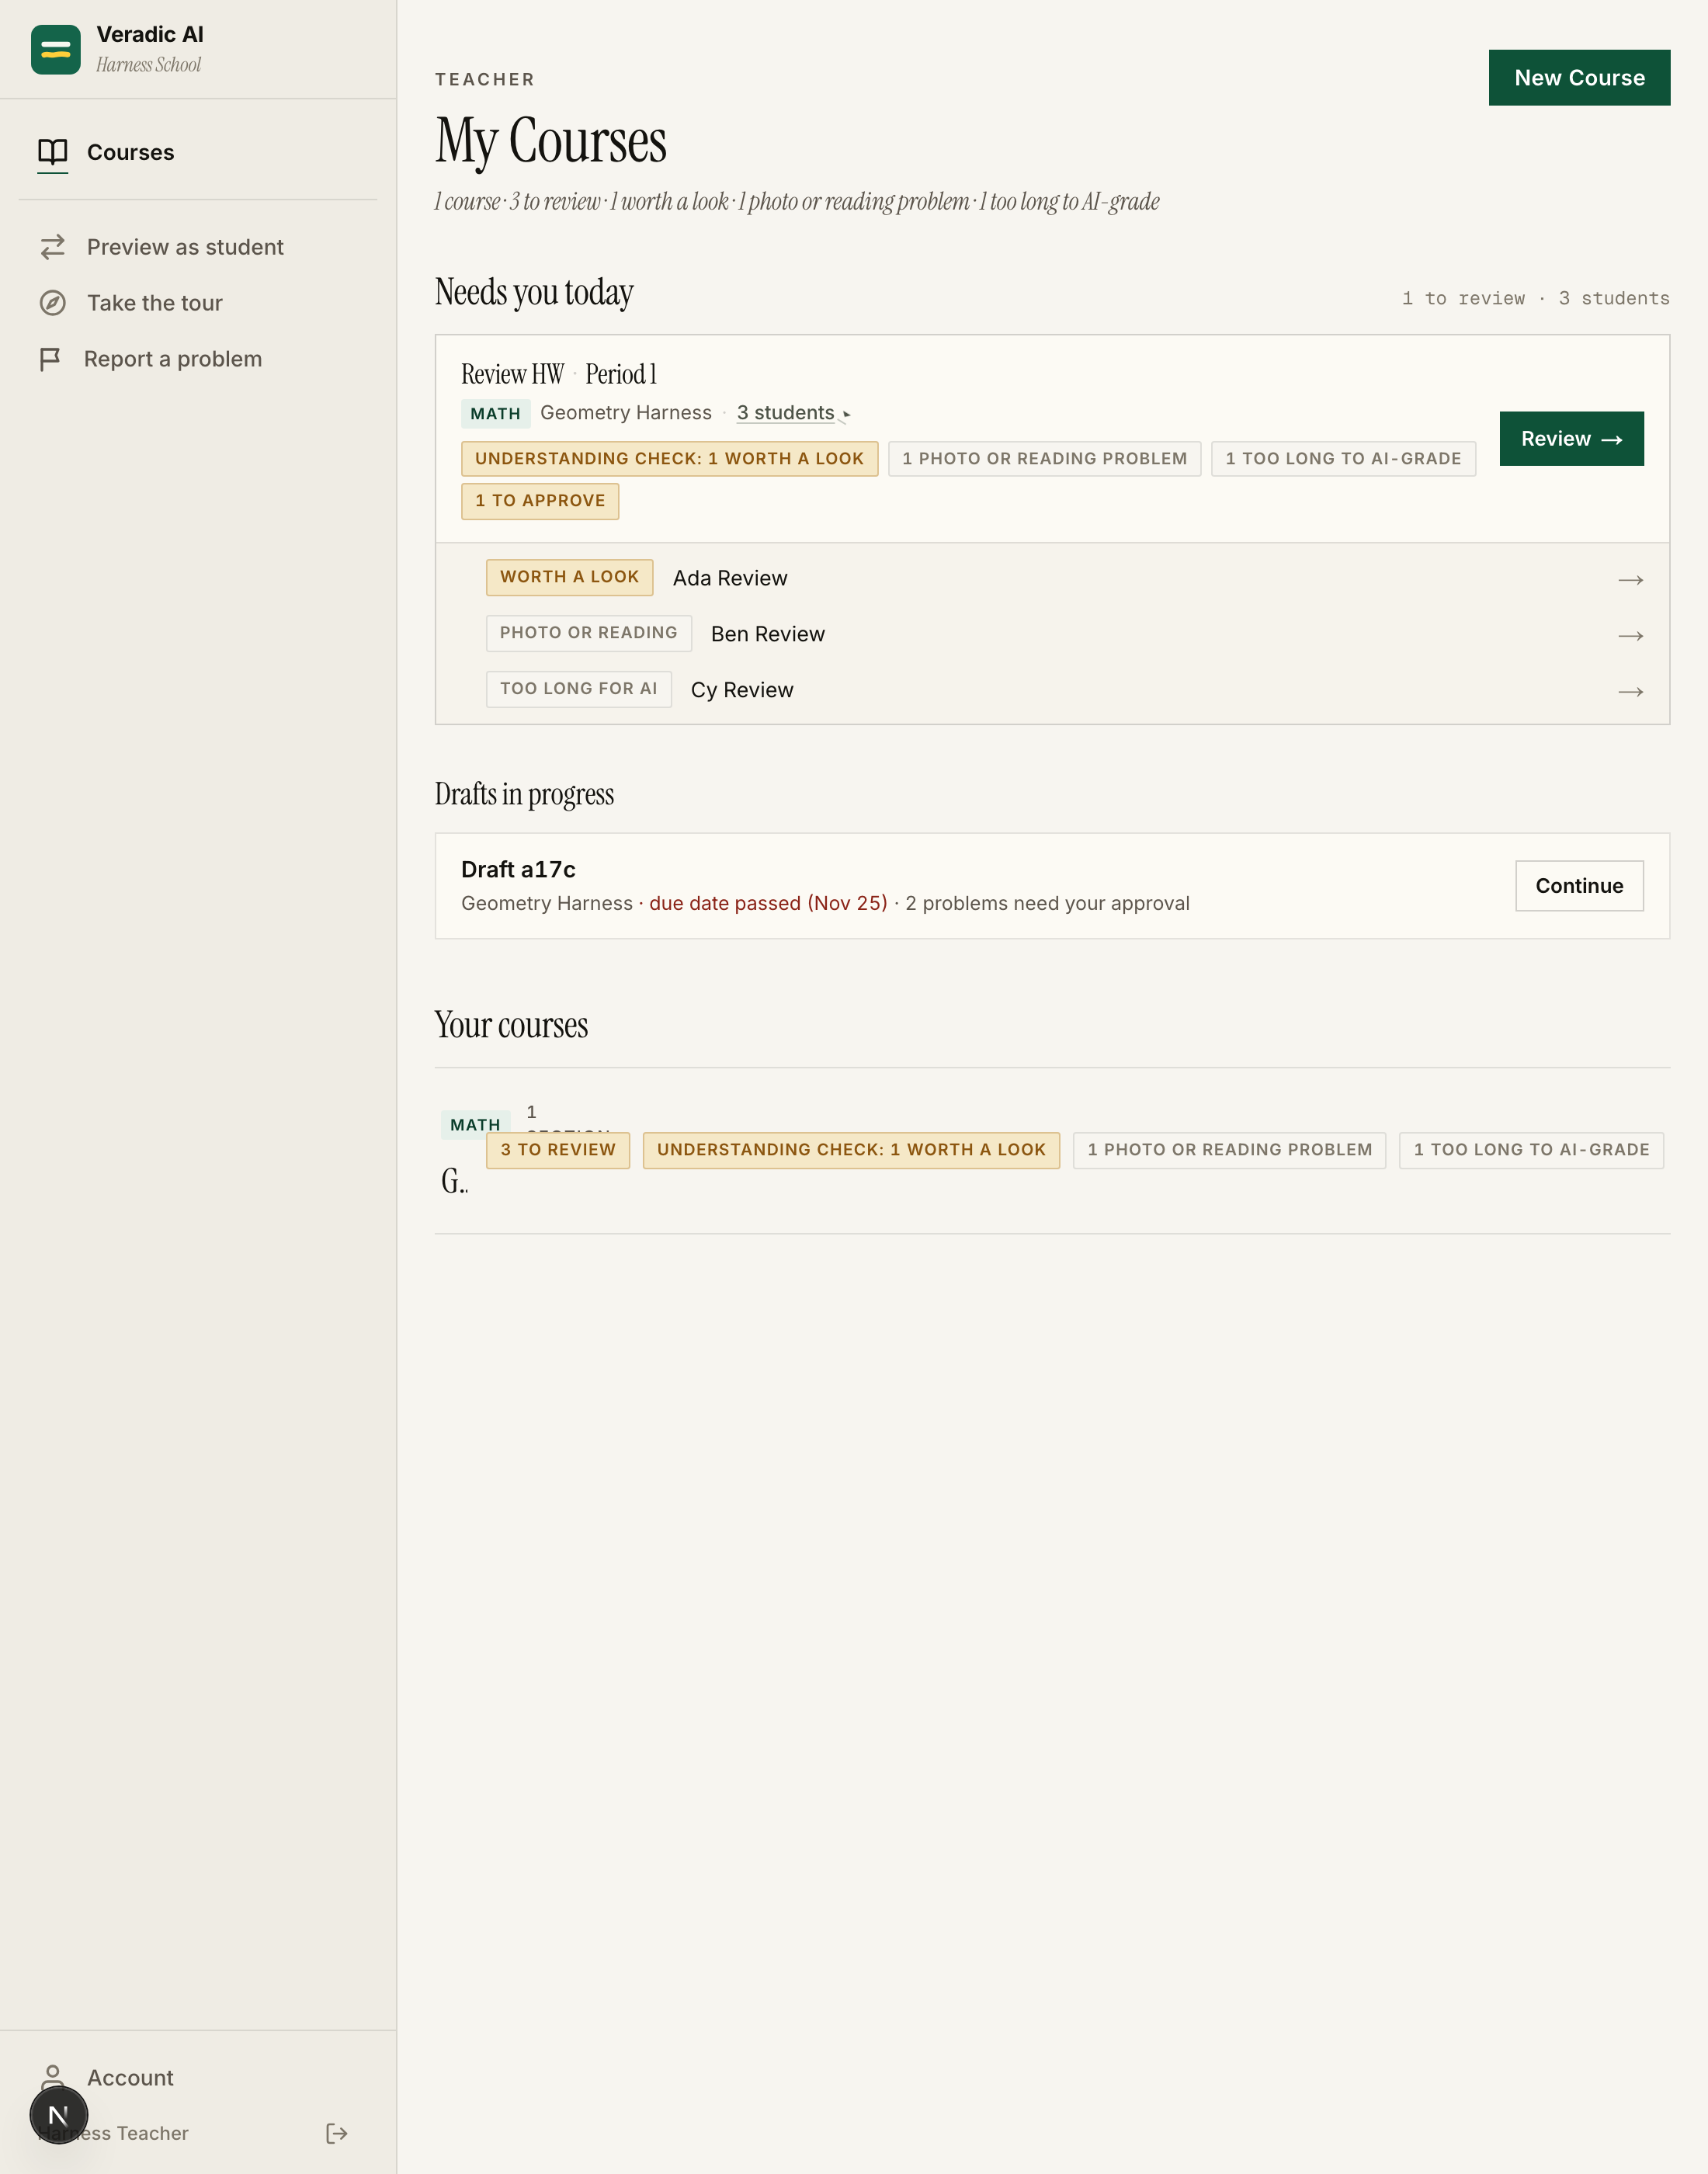 Veradic AI
Harness School
Courses
Preview as student
Take the tour
Report a problem
TEACHER
New Course
My Courses
1 course · 3 to review · 1 worth a look · 1 photo or reading problem · 1 too long to AI-grade
Needs you today
1 to review · 3 students
Review HW · Period 1
MATH Geometry Harness · 3 students
Review →
UNDERSTANDING CHECK: 1 WORTH A LOOK 1 PHOTO OR READING PROBLEM 1 TOO LONG TO AI-GRADE
1 TO APPROVE
WORTH A LOOK Ada Review →
PHOTO OR READING Ben Review →
TOO LONG FOR AI Cy Review →
Drafts in progress
Draft a17c
Geometry Harness · due date passed (Nov 25) · 2 problems need your approval
Continue
Your courses
MATH 1
3 TO REVIEW UNDERSTANDING CHECK: 1 WORTH A LOOK 1 PHOTO OR READING PROBLEM 1 TOO LONG TO AI-GRADE
G..
Account
N
Teacher